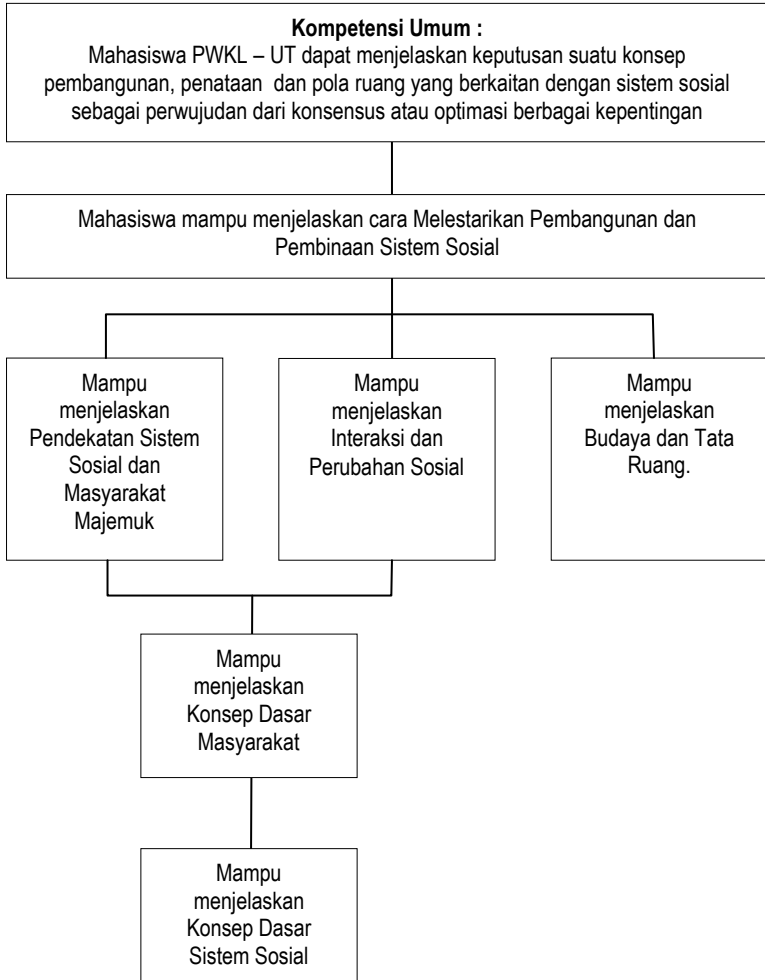 Kompetensi Umum :
Mahasiswa PWKL – UT dapat menjelaskan keputusan suatu konsep
pembangunan, penataan dan pola ruang yang berkaitan dengan sistem sosial
sebagai perwujudan dari konsensus atau optimasi berbagai kepentingan
Mahasiswa mampu menjelaskan cara Melestarikan Pembangunan dan
Pembinaan Sistem Sosial
Mampu
menjelaskan
Pendekatan Sistem
Sosial dan
Masyarakat
Majemuk
Mampu
menjelaskan
Interaksi dan
Perubahan Sosial
Mampu
menjelaskan
Budaya dan Tata
Ruang.
Mampu
menjelaskan
Konsep Dasar
Masyarakat
Mampu
menjelaskan
Konsep Dasar
Sistem Sosial